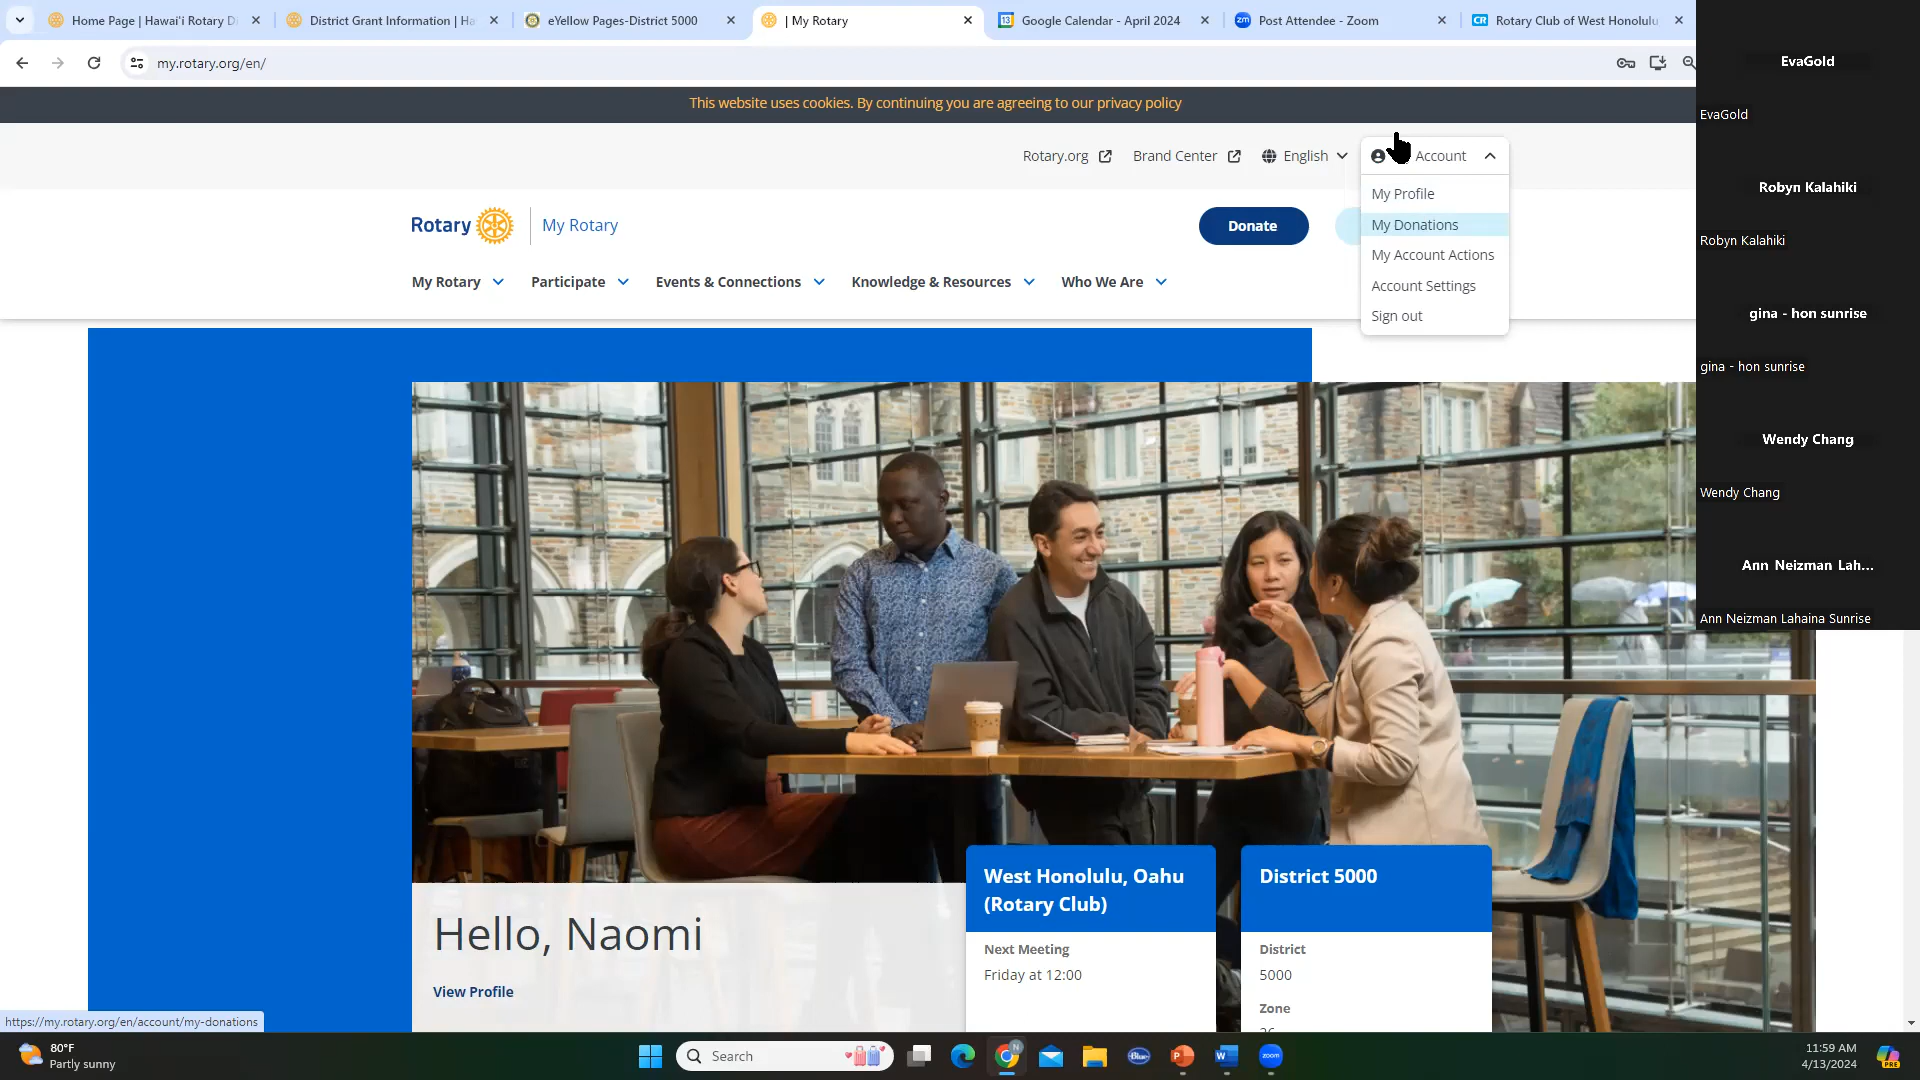 Home Page | Hawai'i Rotary D
District Grant Information | Ha
eYellow Pages-District 5000
| My Rotary
Google Calendar - April 2024
Post Attendee - Zoom
Rotary Club of West Honolulu
my.rotary.org/en/
This website uses cookies. By continuing you are agreeing to our privacy policy
Rotary.org
Brand Center
English
Account
My Profile
My Donations
My Account Actions
Account Settings
Sign out
Rotary
My Rotary
Donate
My Rotary
Participate
Events & Connections
Knowledge & Resources
Who We Are
Hello, Naomi
View Profile
West Honolulu, Oahu
(Rotary Club)
Next Meeting
Friday at 12:00
District 5000
District
5000
Zone
EvaGold
EvaGold
Robyn Kalahiki
Robyn Kalahiki
gina - hon sunrise
gina - hon sunrise
Wendy Chang
Wendy Chang
Ann Neizman Lah...
Ann Neizman Lahaina Sunrise
https://my.rotary.org/en/account/my-donations
80°F
Partly sunny
Search
Blue
zoom
11:59 AM
4/13/2024